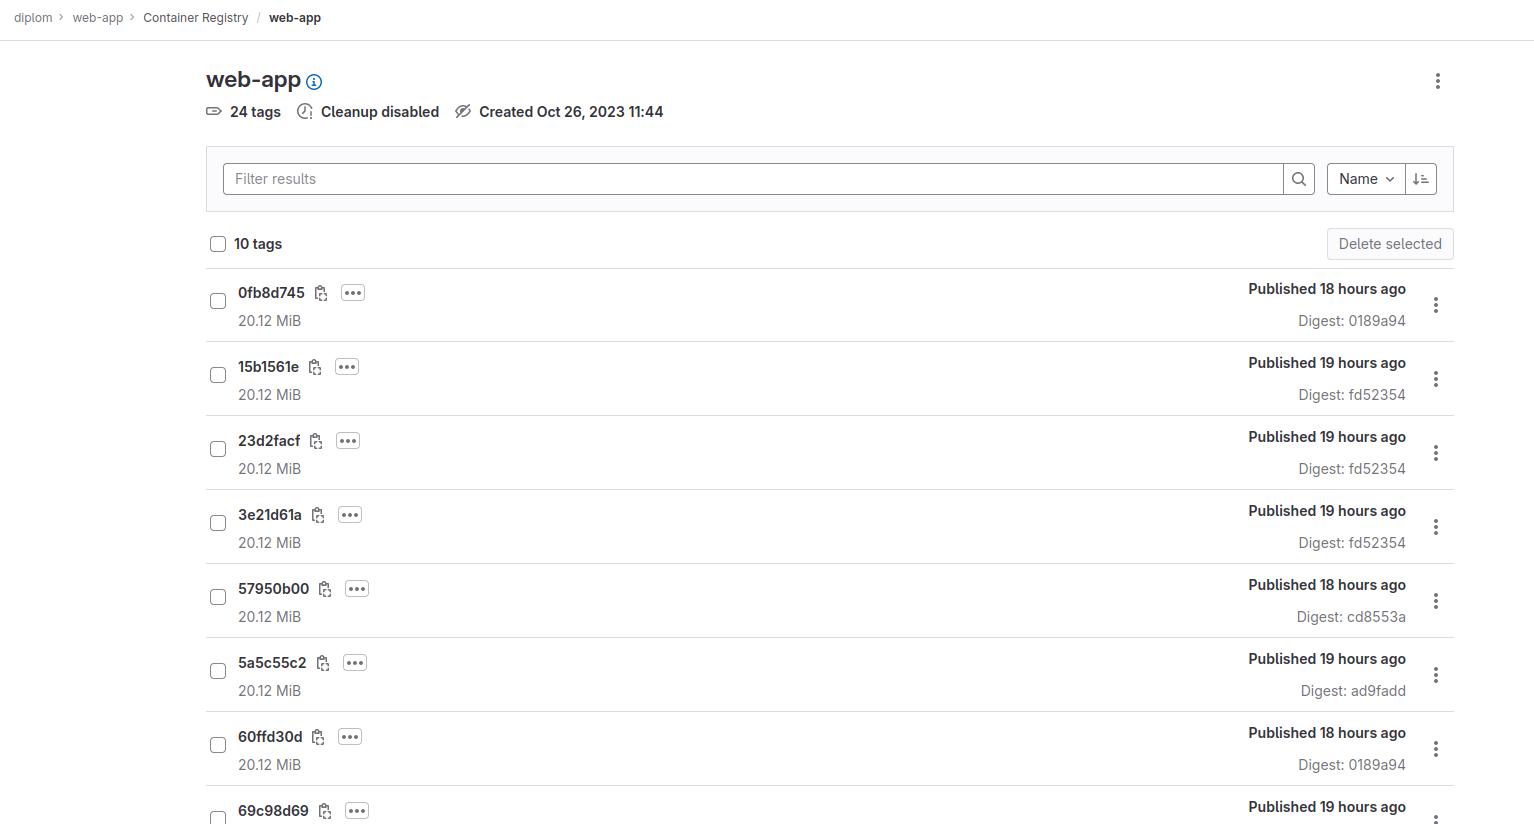 diplom > web-app > Container Registry / web-app
web-app
24 tags Cleanup disabled Created Oct 26, 2023 11:44
Filter results Name
10 tags Delete selected
0fb8d745 Published 18 hours ago
20.12 MiB Digest: 0189a94
15b1561e Published 19 hours ago
20.12 MiB Digest: fd52354
23d2facf Published 19 hours ago
20.12 MiB Digest: fd52354
3e21d61a Published 19 hours ago
20.12 MiB Digest: fd52354
57950b00 Published 18 hours ago
20.12 MiB Digest: cd8553a
5a5c55c2 Published 19 hours ago
20.12 MiB Digest: ad9fadd
60ffd30d Published 18 hours ago
20.12 MiB Digest: 0189a94
69c98d69 Published 19 hours ago